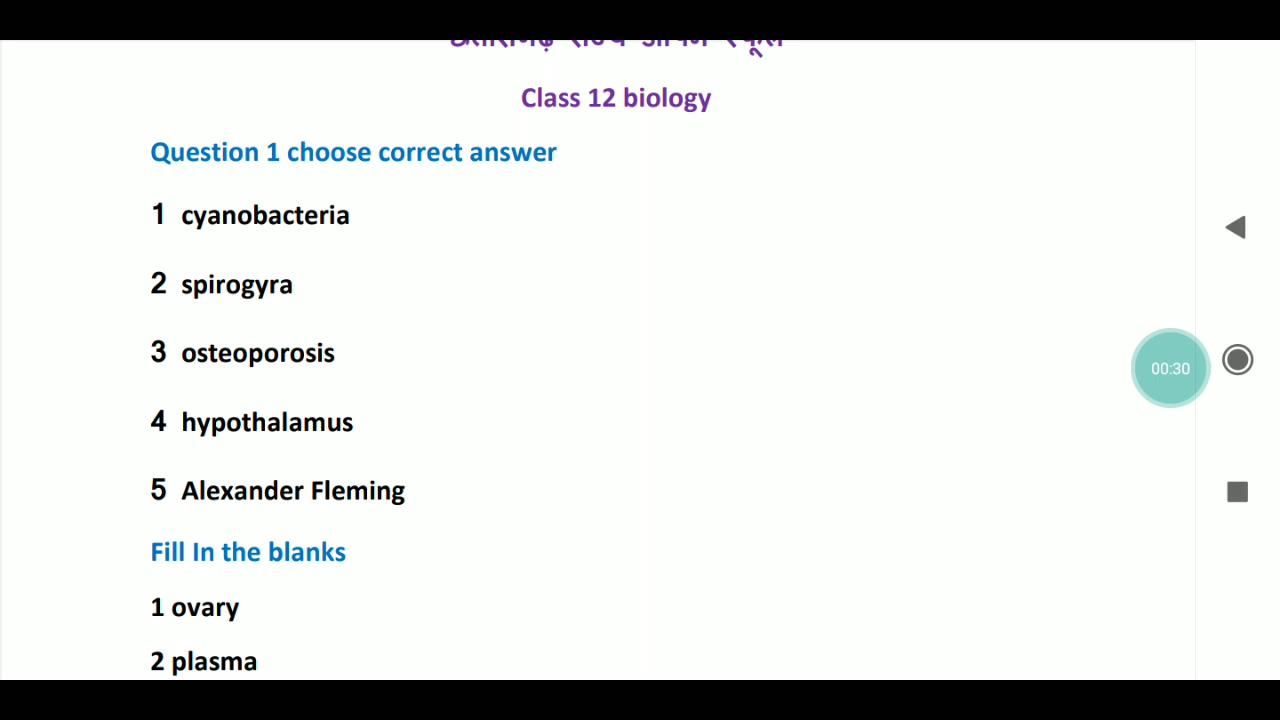 Class 12 biology
Question 1 choose correct answer
1 cyanobacteria
2 spirogyra
3 osteoporosis
4 hypothalamus
5 Alexander Fleming
00:30
Fill In the blanks
1 ovary
2 plasma